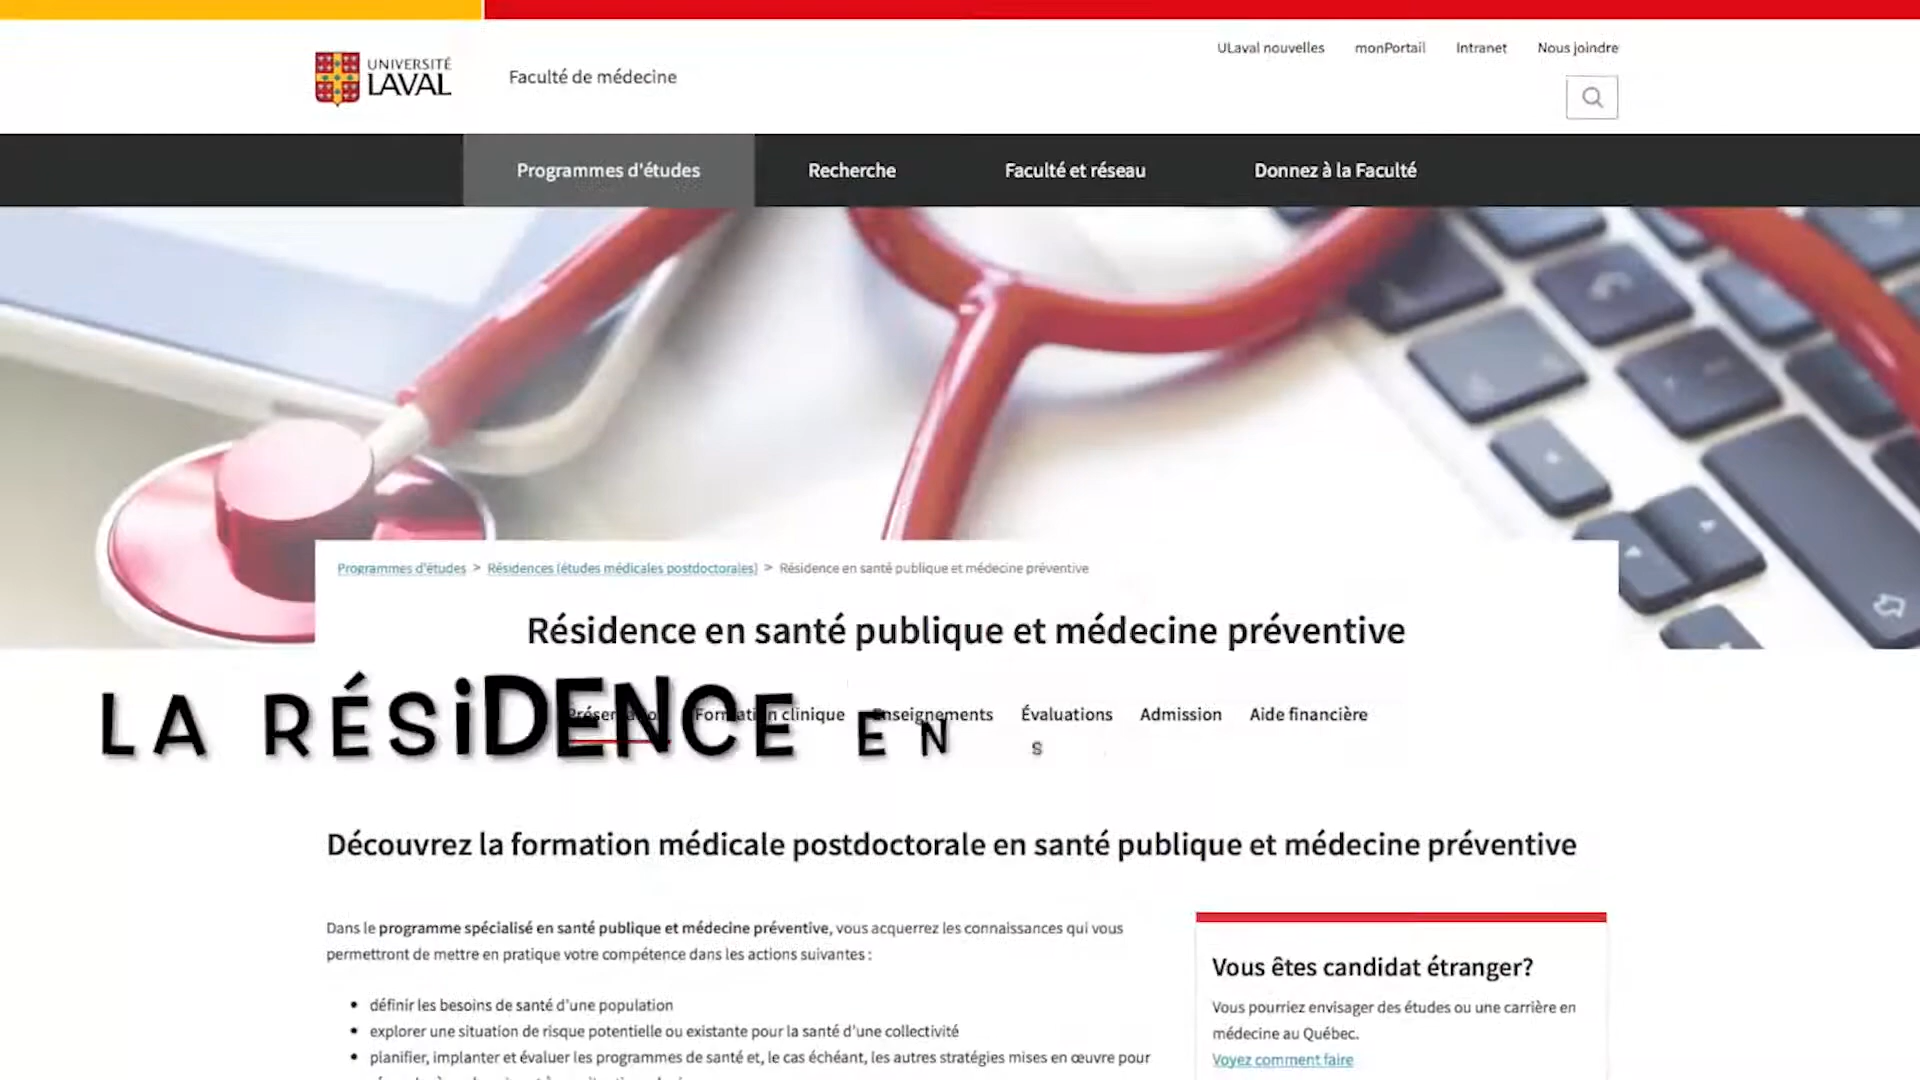 UNIVERSITÉ
LAVAL
Faculté de médecine
ULaval nouvelles monPortail Intranet Nous joindre
Programmes d'études Recherche Faculté et réseau Donnez à la Faculté
Programmes d'études > Résidences (études médicales postdoctorales) > Résidence en santé publique et médecine préventive
Résidence en santé publique et médecine préventive
LA RÉSiDENCE EN S
Présentation Formation clinique Enseignements Évaluations Admission Aide financière
Découvrez la formation médicale postdoctorale en santé publique et médecine préventive
Dans le programme spécialisé en santé publique et médecine préventive, vous acquerrez les connaissances qui vous
permettront de mettre en pratique votre compétence dans les actions suivantes :
• définir les besoins de santé d'une population
• explorer une situation de risque potentielle ou existante pour la santé d'une collectivité
• planifier, implanter et évaluer les programmes de santé et, le cas échéant, les autres stratégies mises en œuvre pour
Vous êtes candidat étranger?
Vous pourriez envisager des études ou une carrière en
médecine au Québec.
Voyez comment faire